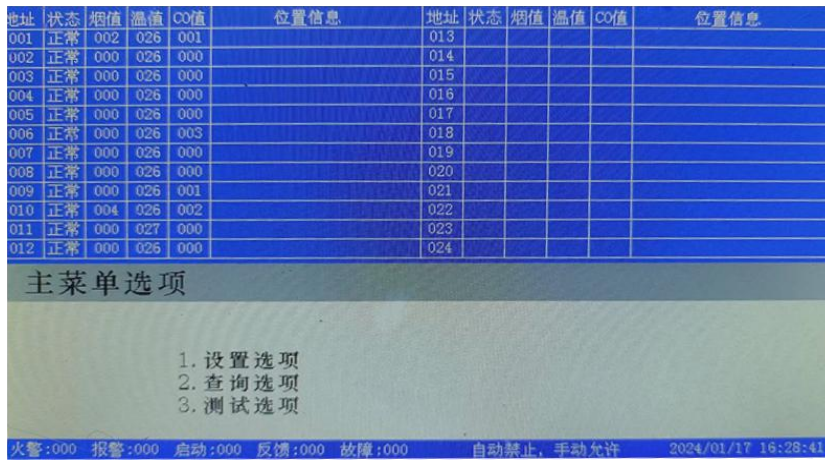 地址 状态 烟值 温值 CO值 位置信息 地址 状态 烟值 温值 CO值 位置信息
001 正常 002 026 001 013
002 正常 000 026 000 014
003 正常 000 026 000 015
004 正常 000 026 000 016
005 正常 000 026 000 017
006 正常 000 026 003 018
007 正常 000 026 000 019
008 正常 000 026 000 020
009 正常 000 026 001 021
010 正常 004 026 002 022
011 正常 000 027 000 023
012 正常 000 026 000 024
主菜单选项
1.设置选项
2.查询选项
3.测试选项
火警:000 报警:000 启动:000 反馈:000 故障:000 自动禁止，手动允许 2024/01/17 16:28:41